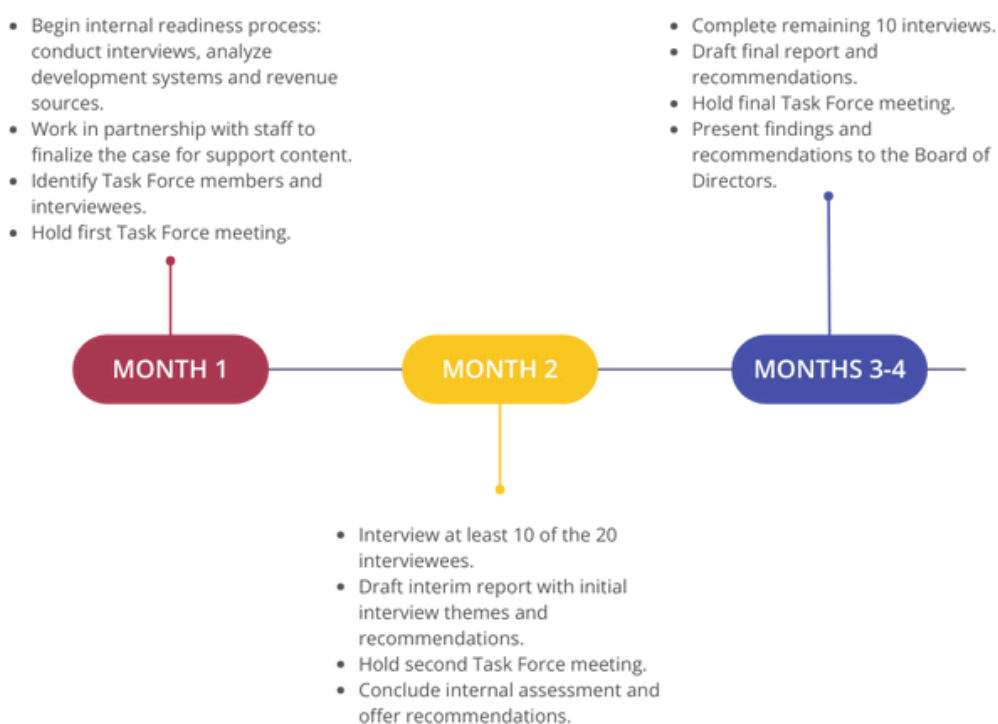 • Begin internal readiness process:
conduct interviews, analyze
development systems and revenue
sources.
• Work in partnership with staff to
finalize the case for support content.
• Identify Task Force members and
interviewees.
• Hold first Task Force meeting.
• Complete remaining 10 interviews.
• Draft final report and
recommendations.
• Hold final Task Force meeting.
• Present findings and
recommendations to the Board of
Directors.
MONTH 1
MONTH 2
MONTHS 3-4
• Interview at least 10 of the 20
interviewees.
• Draft interim report with initial
interview themes and
recommendations.
• Hold second Task Force meeting.
• Conclude internal assessment and
offer recommendations.